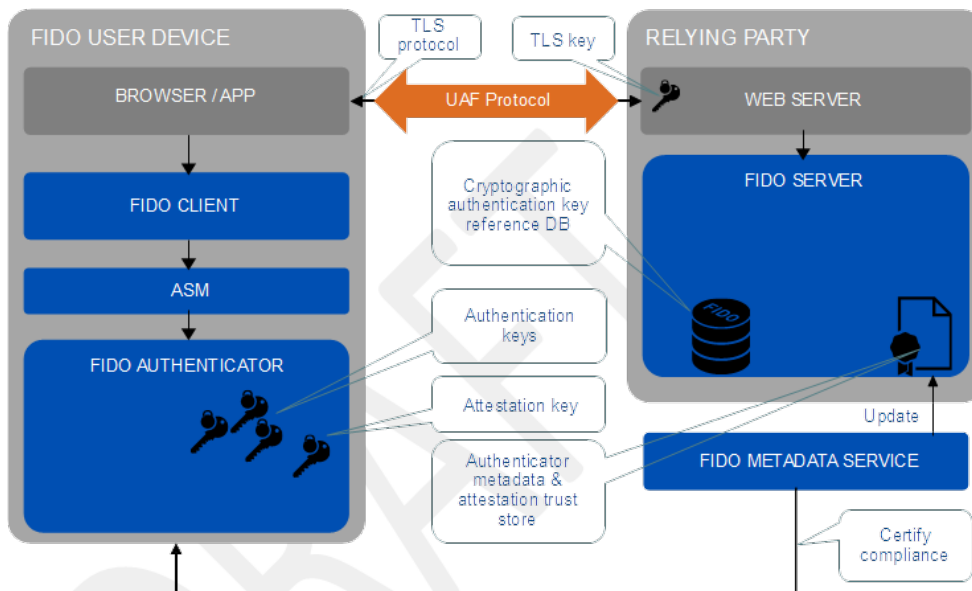 FIDO USER DEVICE
TLS
protocol
TLS key
RELYING PARTY
BROWSER / APP
UAF Protocol
WEB SERVER
FIDO CLIENT
Cryptographic
authentication key
reference DB
FIDO SERVER
ASM
FIDO
Authentication
keys
FIDO AUTHENTICATOR
Attestation key
Update
Authenticator
metadata &
attestation trust
store
FIDO METADATA SERVICE
Certify
compliance
DRAFT